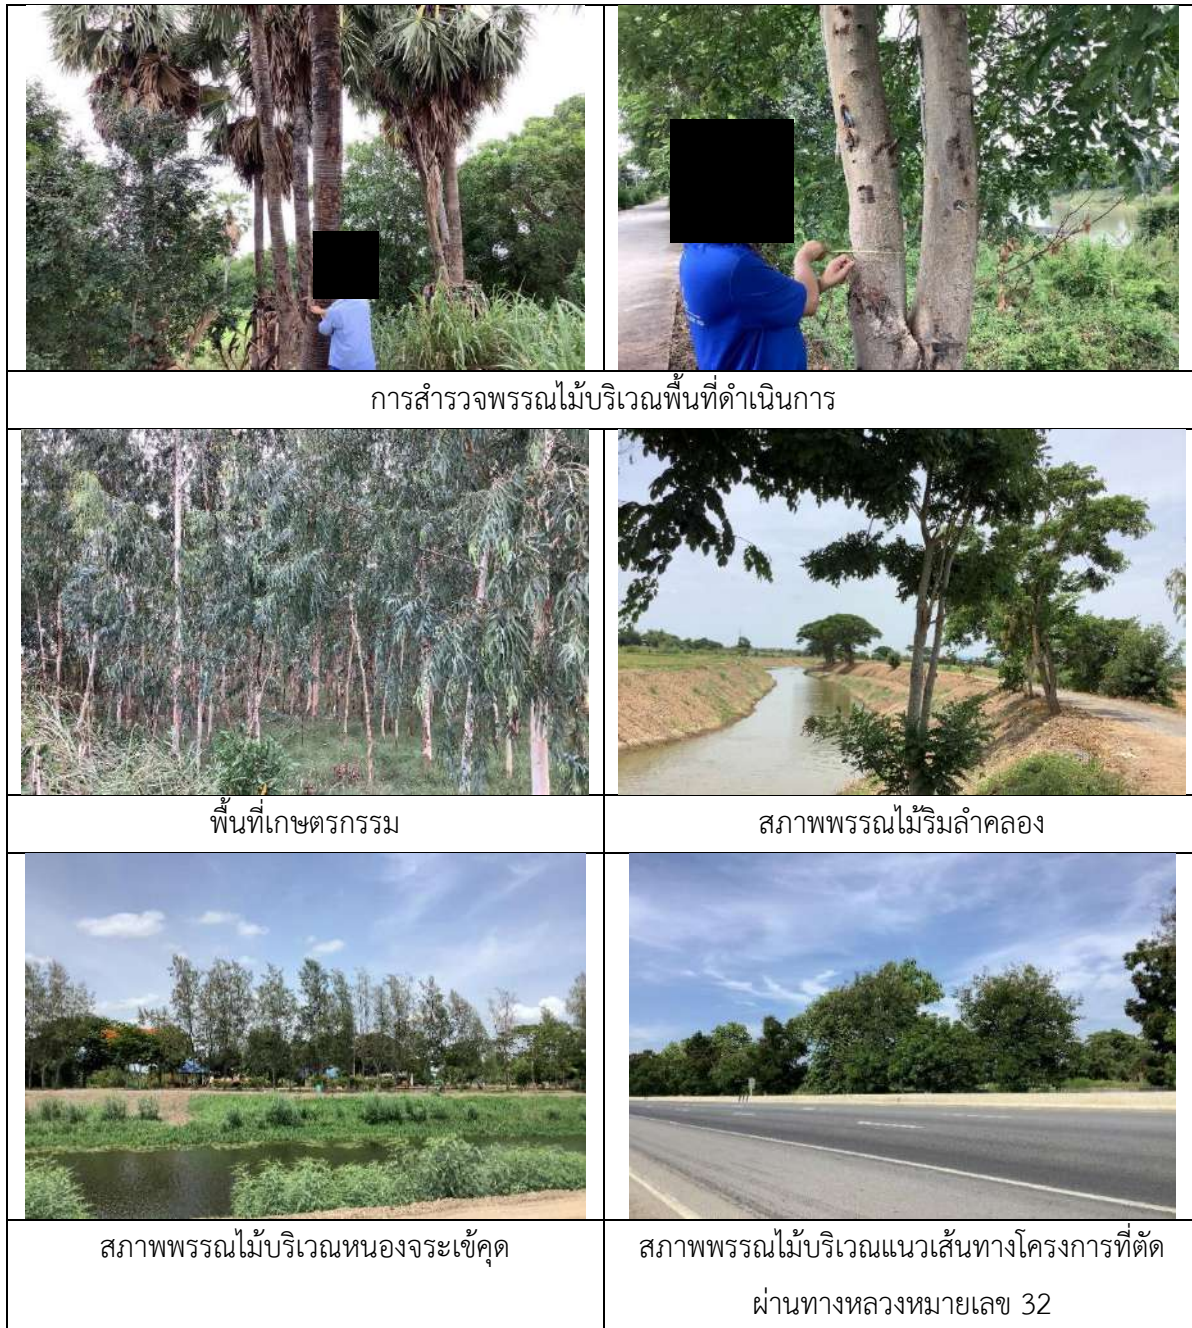 การสำรวจพรรณไม้บริเวณพื้นที่ดำเนินการ
พื้นที่เกษตรกรรม
สภาพพรรณไม้ริมลำคลอง
สภาพพรรณไม้บริเวณหนองจระเข้คุด
สภาพพรรณไม้บริเวณแนวเส้นทางโครงการที่ตัด
ผ่านทางหลวงหมายเลข 32